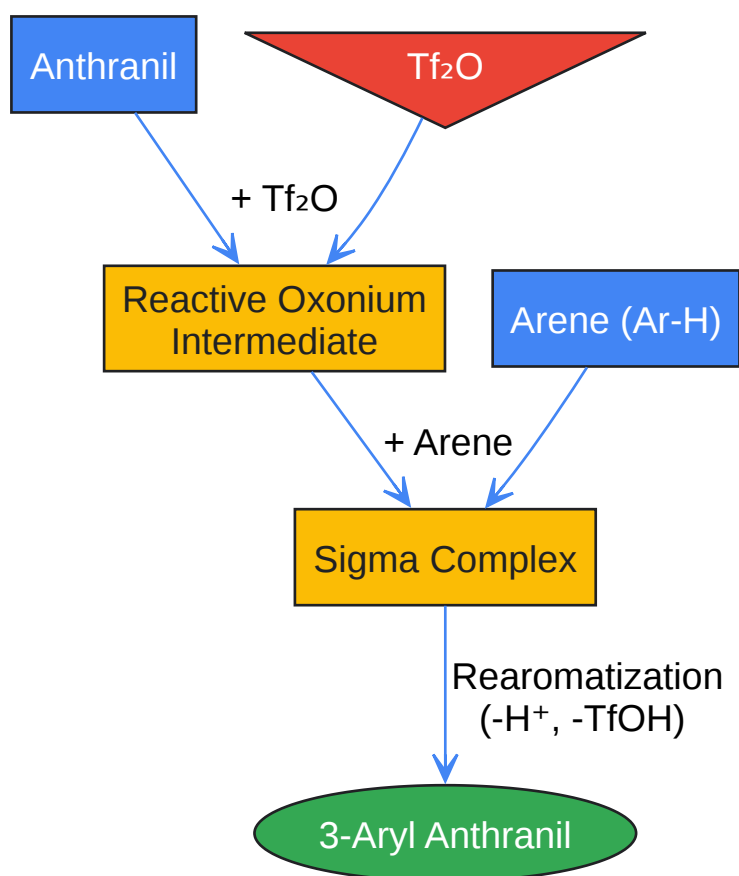 Anthranil
Tf₂O
+ Tf₂O
Reactive Oxonium
Intermediate
Arene (Ar-H)
+ Arene
Sigma Complex
Rearomatization
(-H⁺, -TfOH)
3-Aryl Anthranil